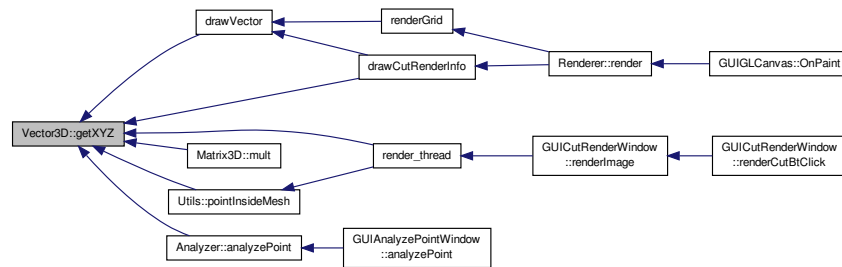 drawVector
renderGrid
drawCutRenderInfo
Renderer::render
GUIGLCanvas::OnPaint
Vector3D::getXYZ
Matrix3D::mult
render_thread
GUICutRenderWindow
::renderImage
GUICutRenderWindow
::renderCutBtClick
Utils::pointInsideMesh
Analyzer::analyzePoint
GUIAnalyzePointWindow
::analyzePoint